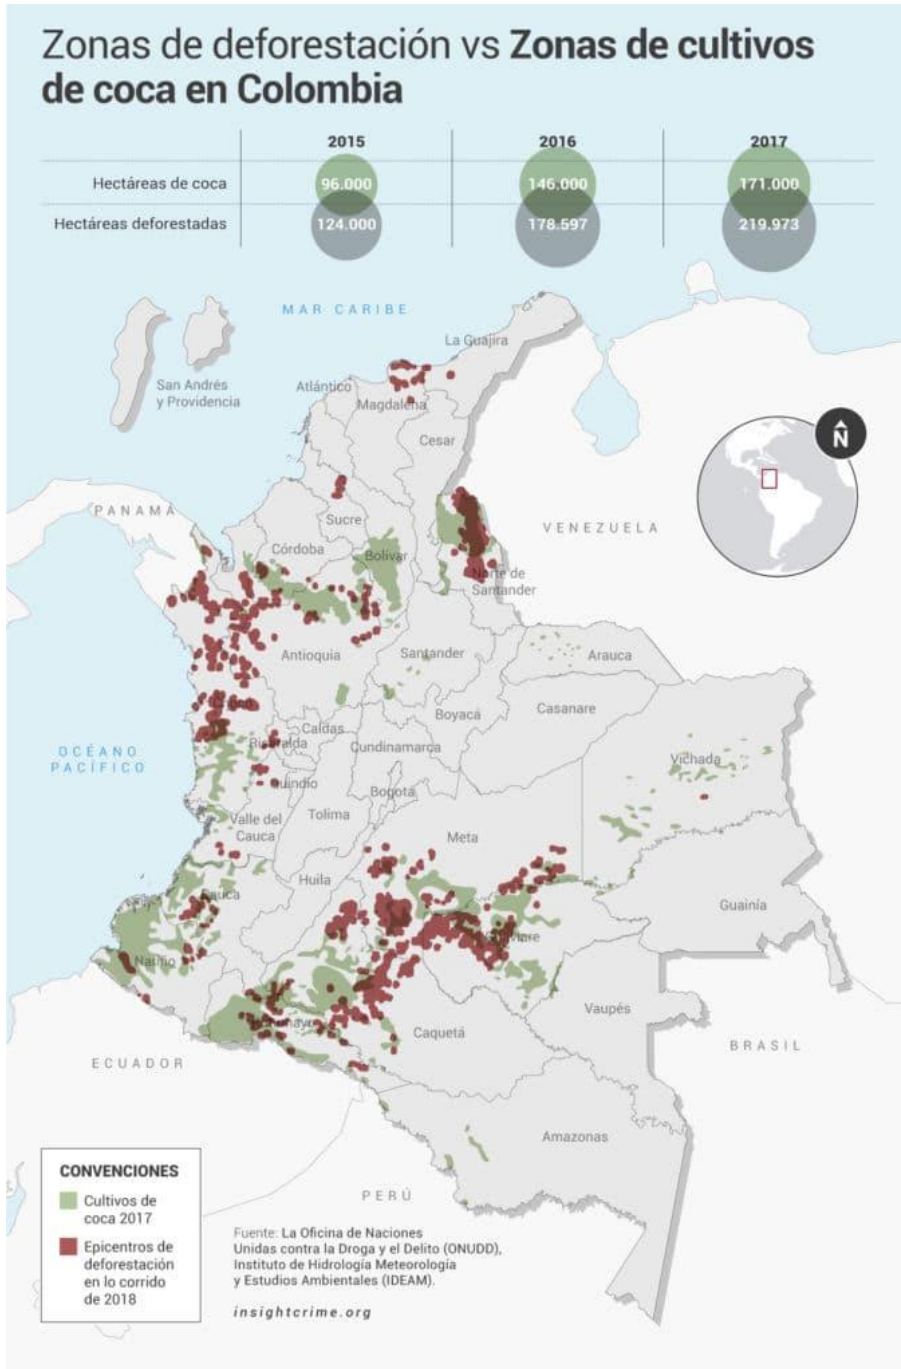 Zonas de deforestación vs Zonas de cultivos
de coca en Colombia
2015 2016 2017
Hectáreas de coca 96.000 146.000 171.000
Hectáreas deforestadas 124.000 178.597 219.973
MAR CARIBE
La Guajira
San Andrés
y Providencia
Atlántico
Magdalena
Cesar
N
PANAMÁ
Sucre
VENEZUELA
Córdoba
Bolívar
Norte de
Santander
Antioquia
Santander
Arauca
Chocó
Boyacá
Casanare
OCÉANO
PACÍFICO
Caldas
Risaralda
Cundinamarca
Vichada
Quindío
Bogotá
Tolima
Valle del
Cauca
Meta
Huila
Cauca
Guainía
Guaviare
Nariño
Vaupés
Putumayo
Caquetá
ECUADOR
BRASIL
Amazonas
PERÚ
CONVENCIONES
Cultivos de
coca 2017
Epicentros de
deforestación
en lo corrido
de 2018
Fuente: La Oficina de Naciones
Unidas contra la Droga y el Delito (ONUDD),
Instituto de Hidrología Meteorología
y Estudios Ambientales (IDEAM).
insightcrime.org